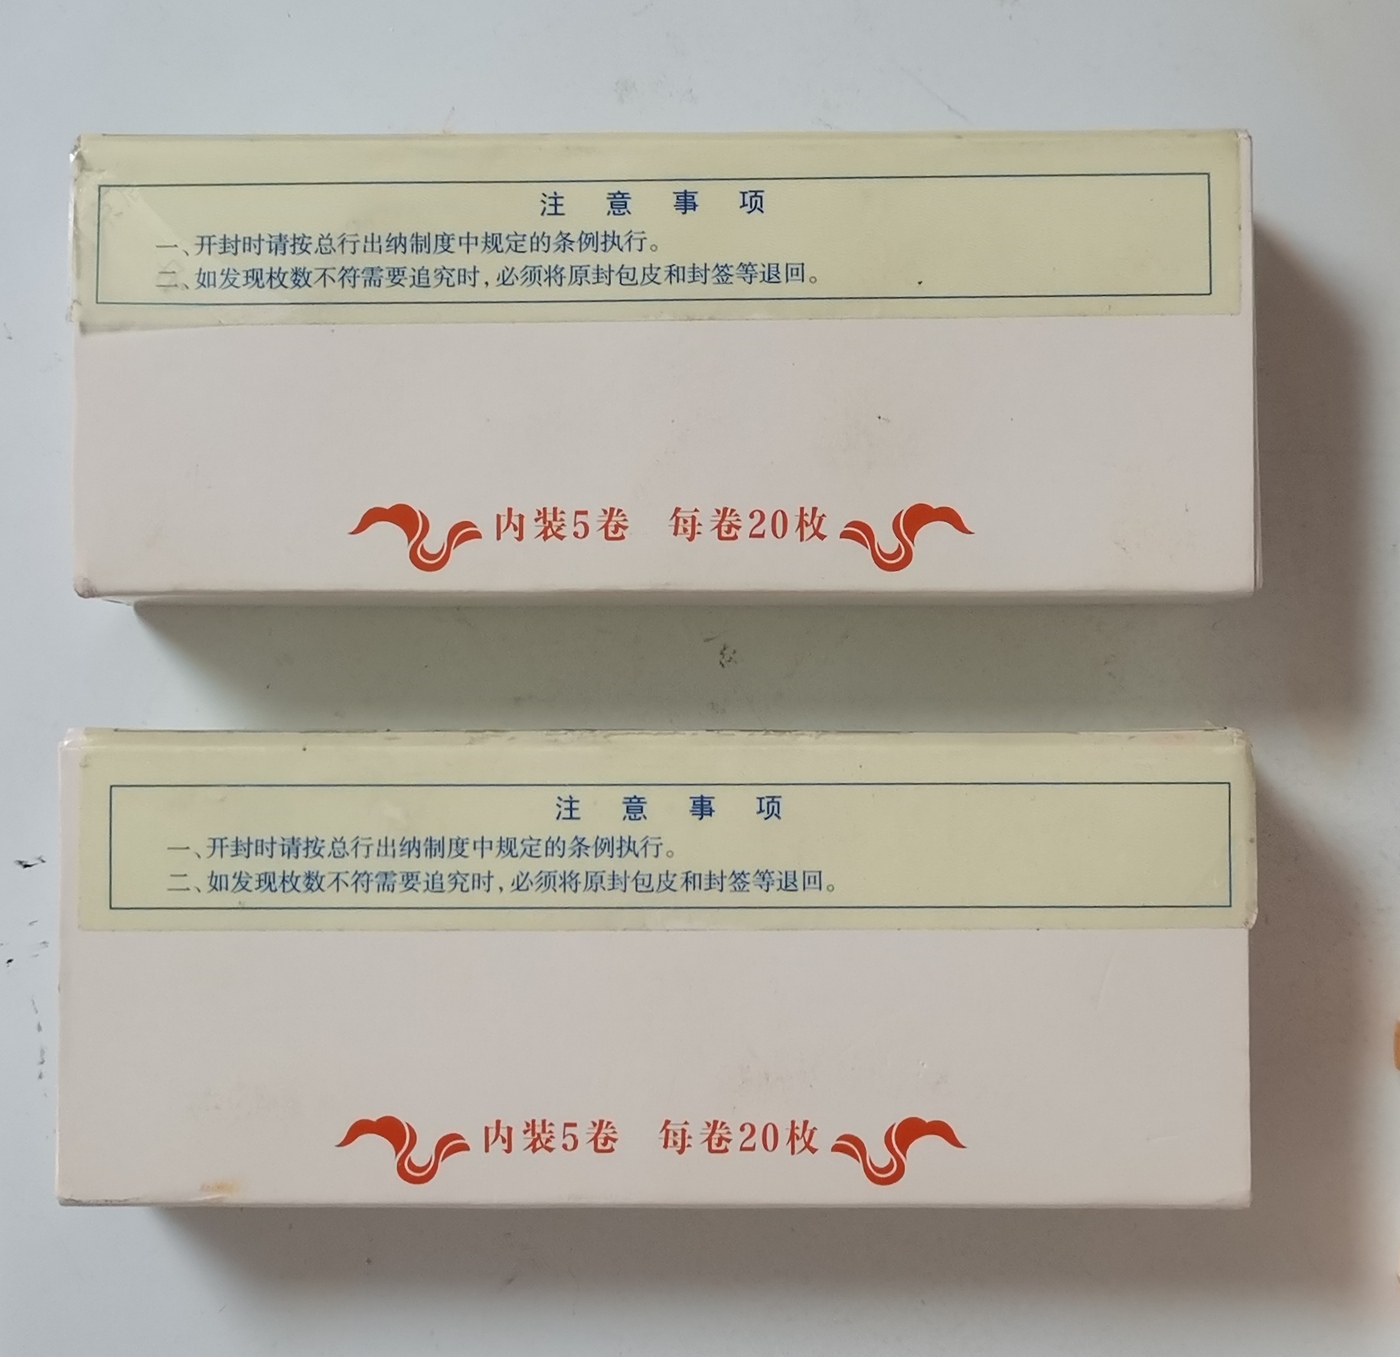 注意事项
一、开封时请按总行出纳制度中规定的条例执行。
二、如发现枚数不符需要追究时,必须将原封包皮和封签等退回。
内装5卷 每卷20枚
注意事项
一、开封时请按总行出纳制度中规定的条例执行。
二、如发现枚数不符需要追究时,必须将原封包皮和封签等退回。
内装5卷 每卷20枚